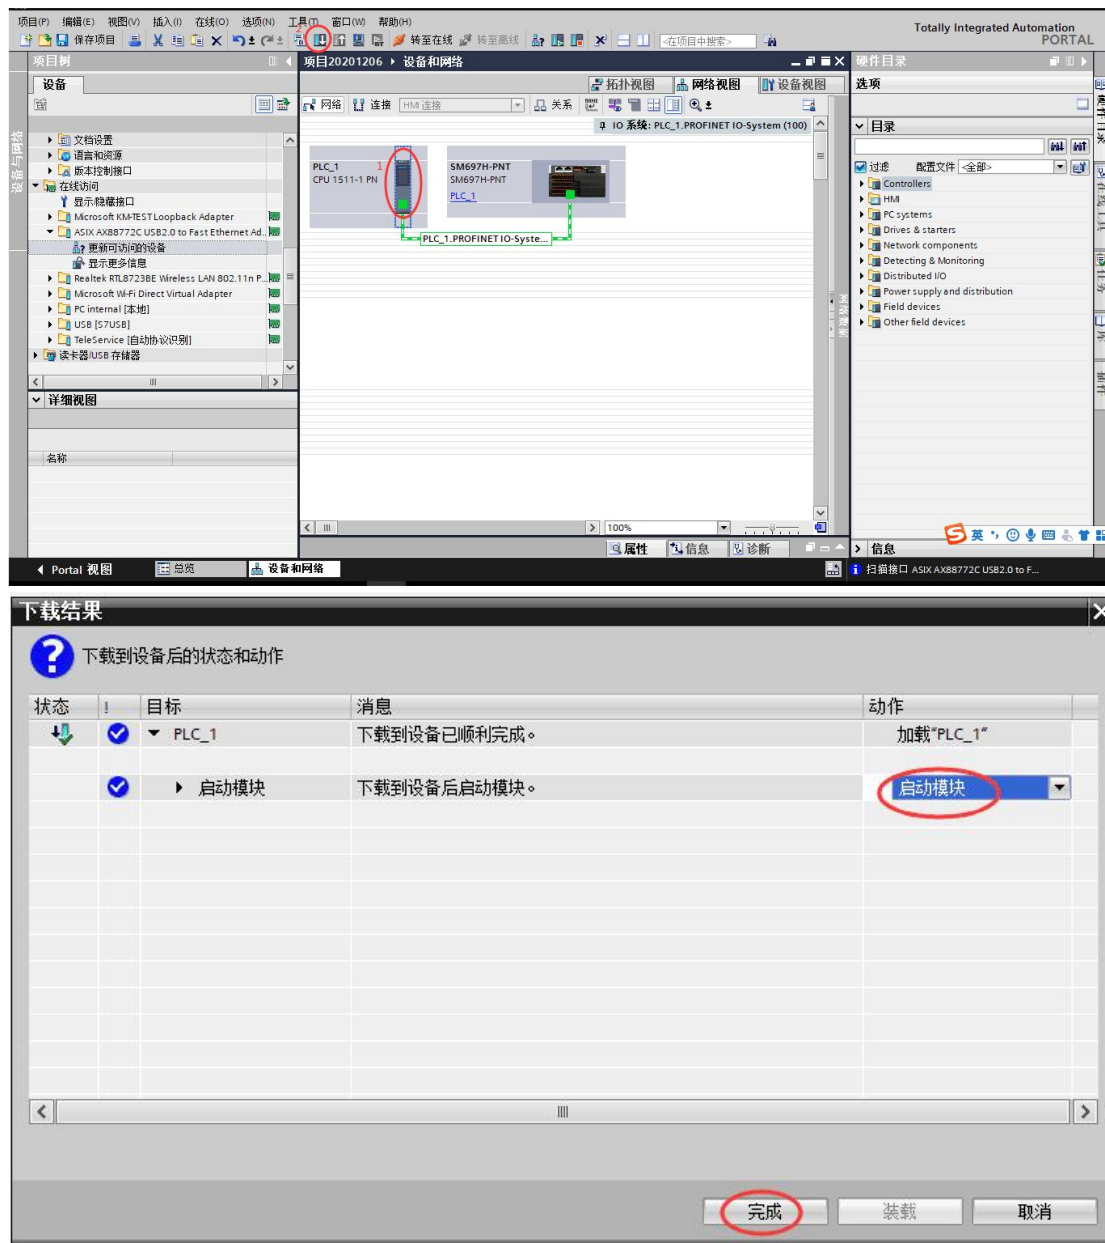 项目(P) 编辑(E) 视图(V) 插入(I) 在线(O) 选项(N) 工具(T) 窗口(W) 帮助(H)
Totally Integrated Automation
PORTAL
保存项目 转至在线 转至离线 <在项目中搜索>
2
项目树
项目20201206 ▸ 设备和网络
硬件目录
设备
拓扑视图 网络视图 设备视图
选项
网络 连接 HMI 连接 关系
IO 系统: PLC_1.PROFINET IO-System (100)
目录
过滤 配置文件 <全部>
Controllers
HMI
PC systems
Drives & starters
Network components
Detecting & Monitoring
Distributed I/O
Power supply and distribution
Field devices
Other field devices
文档设置
语言和资源
版本控制接口
在线访问
显示/隐藏接口
Microsoft KM-TEST Loopback Adapter
ASIX AX88772C USB2.0 to Fast Ethernet Ad..
更新可访问的设备
显示更多信息
Realtek RTL8723BE Wireless LAN 802.11n P...
Microsoft Wi-Fi Direct Virtual Adapter
PC internal [本地]
USB [S7USB]
TeleService [自动协议识别]
读卡器/USB 存储器
PLC_1
CPU 1511-1 PN
1
SM697H-PNT
SM697H-PNT
PLC_1
PLC_1.PROFINET IO-Syste...
设备与网络
详细视图
名称
100%
属性 信息 诊断
信息
英
Portal 视图 总览 设备和网络
扫描接口 ASIX AX88772C USB2.0 to F...
下载结果
下载到设备后的状态和动作
状态 ! 目标 消息 动作
PLC_1 下载到设备已顺利完成。 加载"PLC_1"
启动模块 下载到设备后启动模块。 启动模块
完成 装载 取消